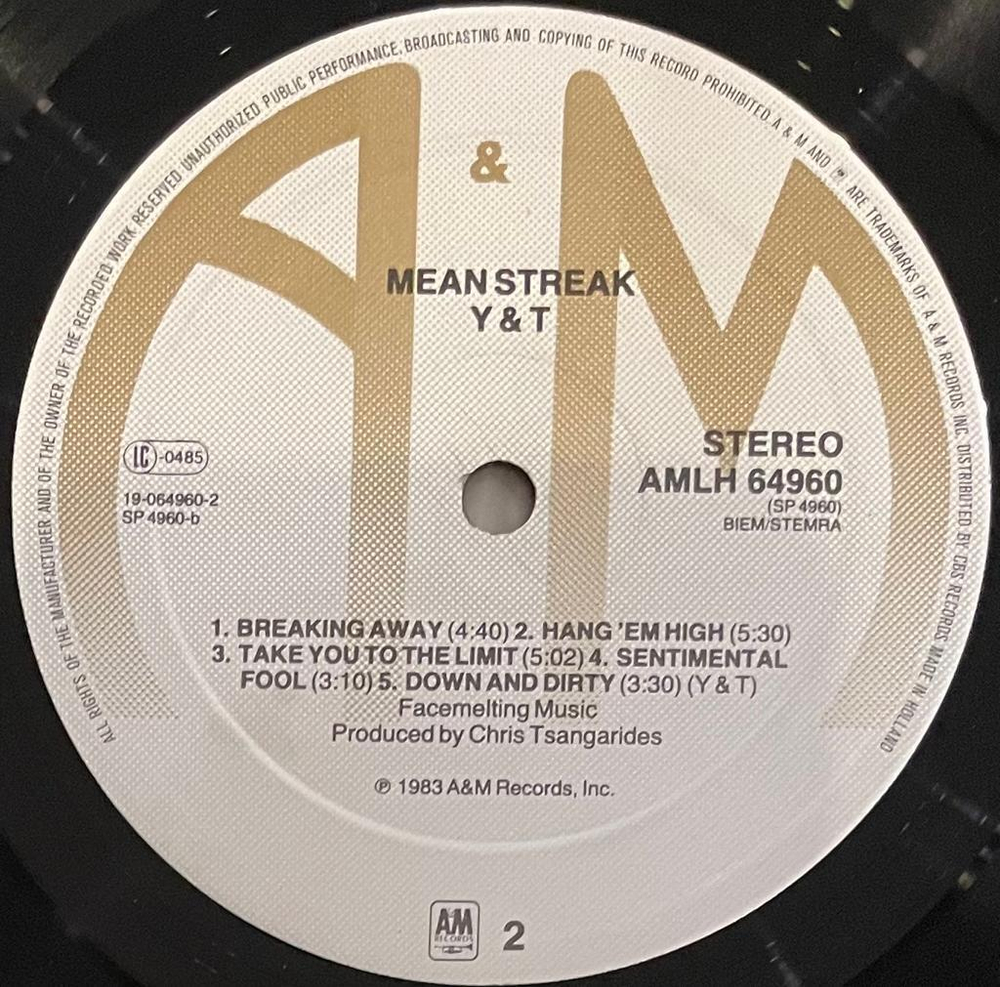 ALL RIGHTS OF THE MANUFACTURER AND OF THE OWNER OF THE RECORDED WORK RESERVED UNAUTHORIZED PUBLIC PERFORMANCE, BROADCASTING AND COPYING OF THIS RECORD PROHIBITED A & M AND ARE TRADEMARKS OF A & M RECORDS INC. DISTRIBUTED BY CBS RECORDS MADE IN HOLLAND
A & M
MEAN STREAK
Y & T
STEREO
LC-0485
AMLH 64960
19-064960-2
(SP 4960)
SP 4960-b
BIEM/STEMRA
1. BREAKING AWAY (4:40) 2. HANG 'EM HIGH (5:30)
3. TAKE YOU TO THE LIMIT (5:02) 4. SENTIMENTAL
FOOL (3:10) 5. DOWN AND DIRTY (3:30) (Y & T)
Facemelting Music
Produced by Chris Tsangarides
℗ 1983 A&M Records, Inc.
A&M
RECORDS
2